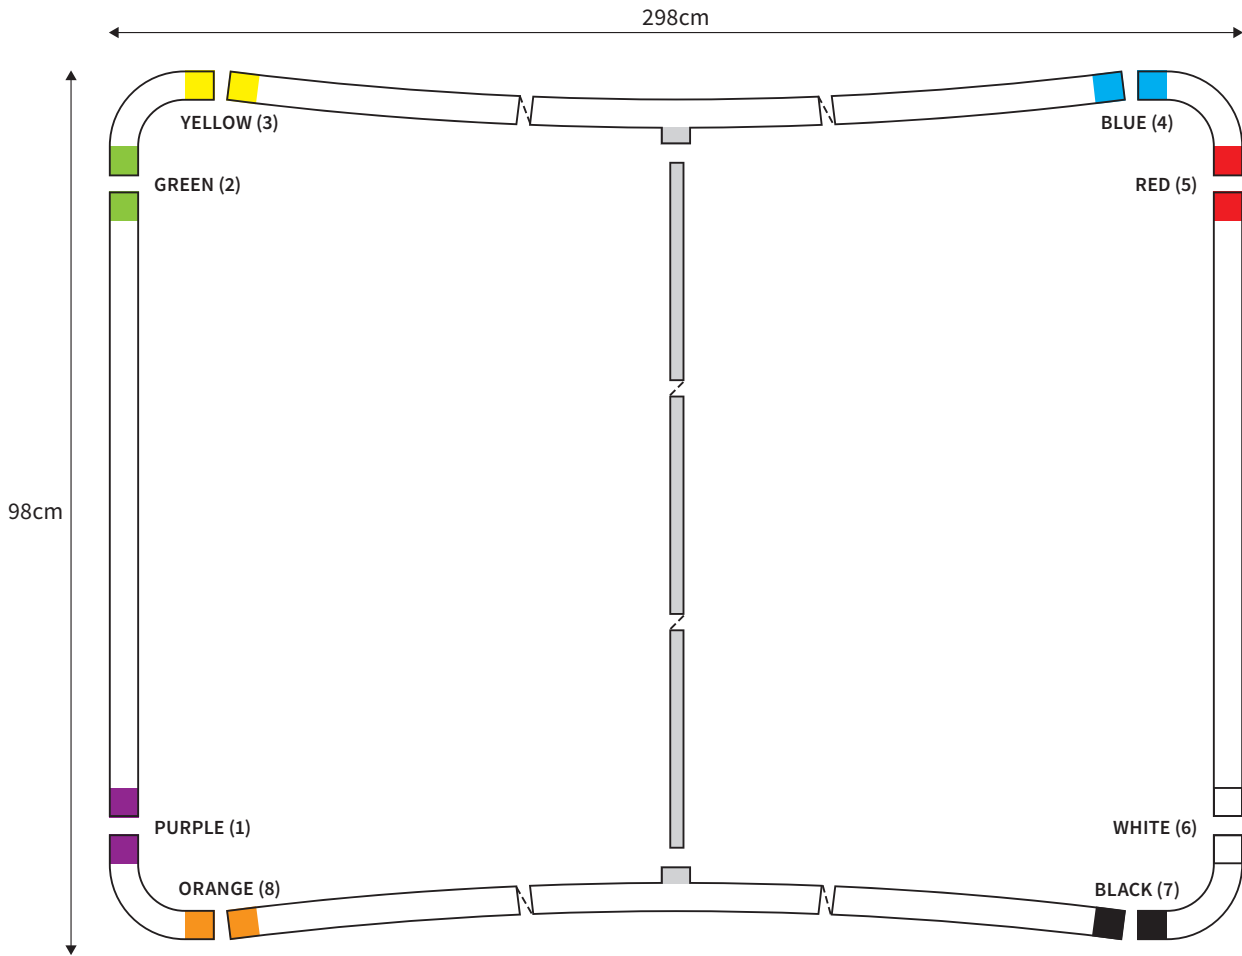 298cm
YELLOW (3)
BLUE (4)
GREEN (2)
RED (5)
98cm
PURPLE (1)
WHITE (6)
ORANGE (8)
BLACK (7)